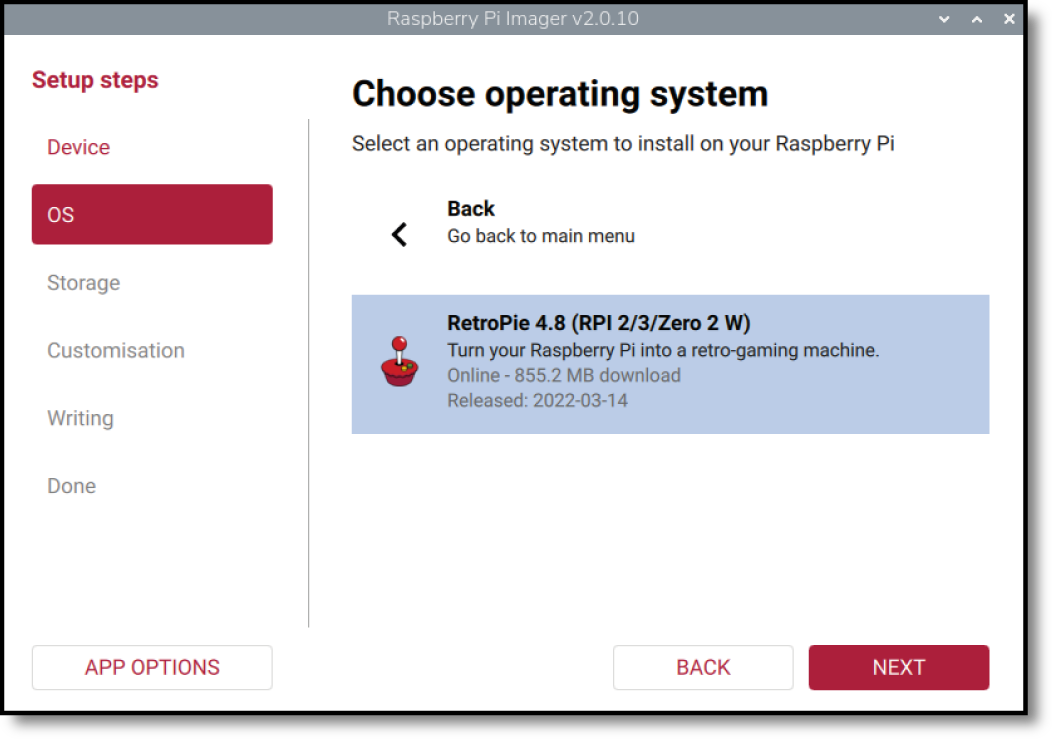 Raspberry Pi Imager v2.0.10
Setup steps
Device
OS
Storage
Customisation
Writing
Done
APP OPTIONS
Choose operating system
Select an operating system to install on your Raspberry Pi
Back
Go back to main menu
RetroPie 4.8 (RPI 2/3/Zero 2 W)
Turn your Raspberry Pi into a retro-gaming machine.
Online - 855.2 MB download
Released: 2022-03-14
BACK
NEXT